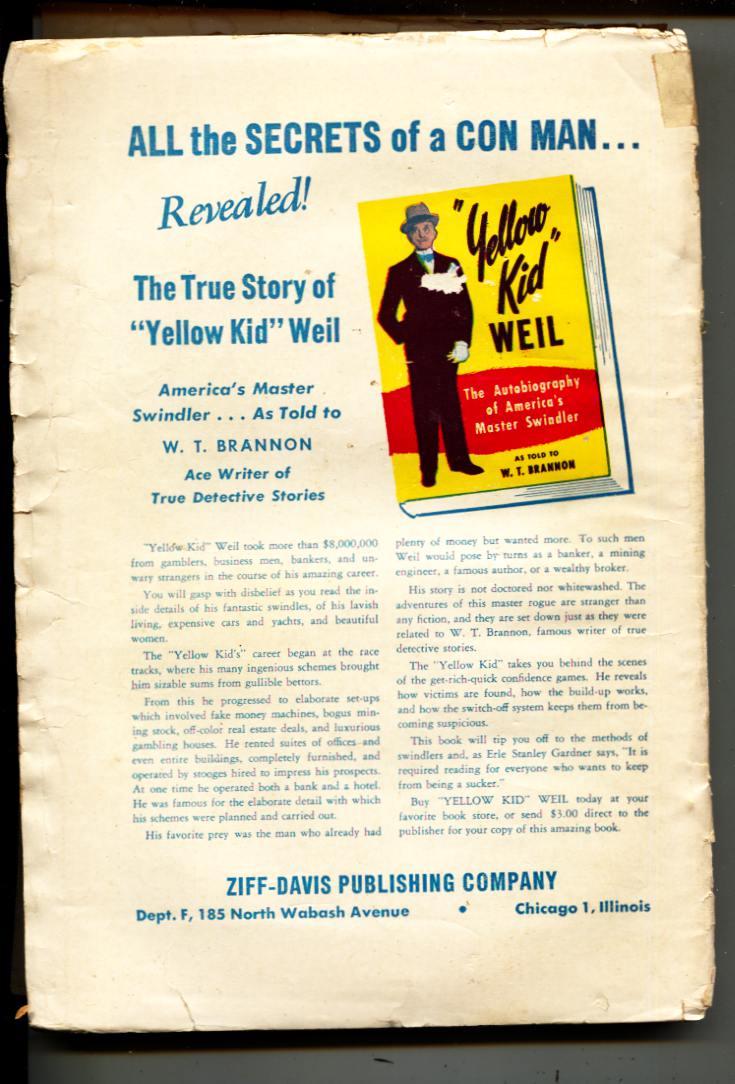 ALL the SECRETS of a CON MAN...
Revealed!
The True Story of
"Yellow Kid" Weil
America's Master
Swindler . . . As Told to
W. T. BRANNON
Ace Writer of
True Detective Stories
"Yellow
Kid"
WEIL
The Autobiography
of America's
Master Swindler
AS TOLD TO
W. T. BRANNON
"Yellow Kid" Weil took more than $8,000,000
from gamblers, business men, bankers, and un-
wary strangers in the course of his amazing career.
You will gasp with disbelief as you read the in-
side details of his fantastic swindles, of his lavish
living, expensive cars and yachts, and beautiful
women.
The "Yellow Kid's" career began at the race
tracks, where his many ingenious schemes brought
him sizable sums from gullible bettors.
From this he progressed to elaborate set-ups
which involved fake money machines, bogus min-
ing stock, off-color real estate deals, and luxurious
gambling houses. He rented suites of offices and
even entire buildings, completely furnished, and
operated by stooges hired to impress his prospects.
At one time he operated both a bank and a hotel.
He was famous for the elaborate detail with which
his schemes were planned and carried out.
His favorite prey was the man who already had
plenty of money but wanted more. To such men
Weil would pose by turns as a banker, a mining
engineer, a famous author, or a wealthy broker.
His story is not doctored nor whitewashed. The
adventures of this master rogue are stranger than
any fiction, and they are set down just as they were
related to W. T. Brannon, famous writer of true
detective stories.
The "Yellow Kid" takes you behind the scenes
of the get-rich-quick confidence games. He reveals
how victims are found, how the build-up works,
and how the switch-off system keeps them from be-
coming suspicious.
This book will tip you off to the methods of
swindlers and, as Erle Stanley Gardner says, "It is
required reading for everyone who wants to keep
from being a sucker."
Buy "YELLOW KID" WEIL today at your
favorite book store, or send $3.00 direct to the
publisher for your copy of this amazing book.
ZIFF-DAVIS PUBLISHING COMPANY
Dept. F, 185 North Wabash Avenue • Chicago 1, Illinois